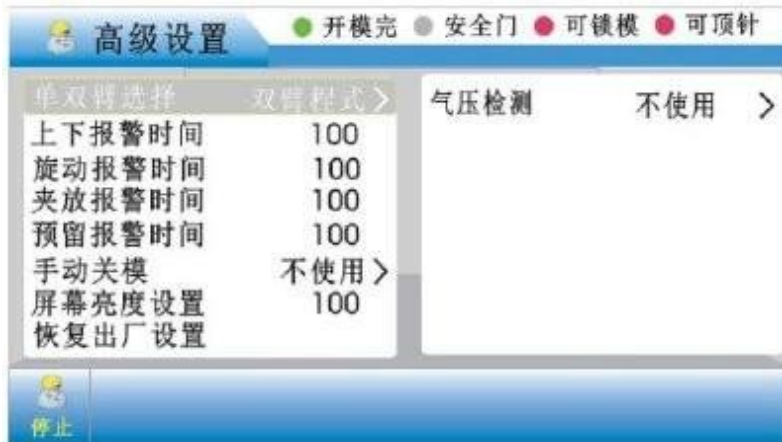 高级设置 开模完 安全门 可锁模 可顶针
单双臂选择 双臂程式 >
上下报警时间 100
旋动报警时间 100
夹放报警时间 100
预留报警时间 100
手动关模 不使用 >
屏幕亮度设置 100
恢复出厂设置
气压检测 不使用 >
停止